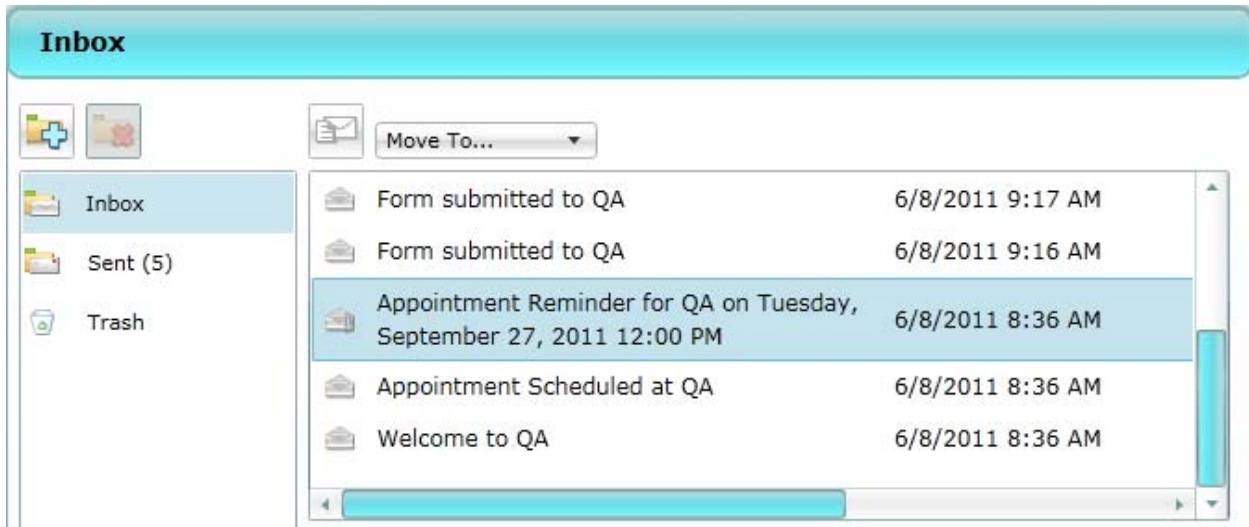 Inbox
Move To...
Inbox
Sent (5)
Trash
Form submitted to QA 6/8/2011 9:17 AM
Form submitted to QA 6/8/2011 9:16 AM
Appointment Reminder for QA on Tuesday,
September 27, 2011 12:00 PM 6/8/2011 8:36 AM
Appointment Scheduled at QA 6/8/2011 8:36 AM
Welcome to QA 6/8/2011 8:36 AM